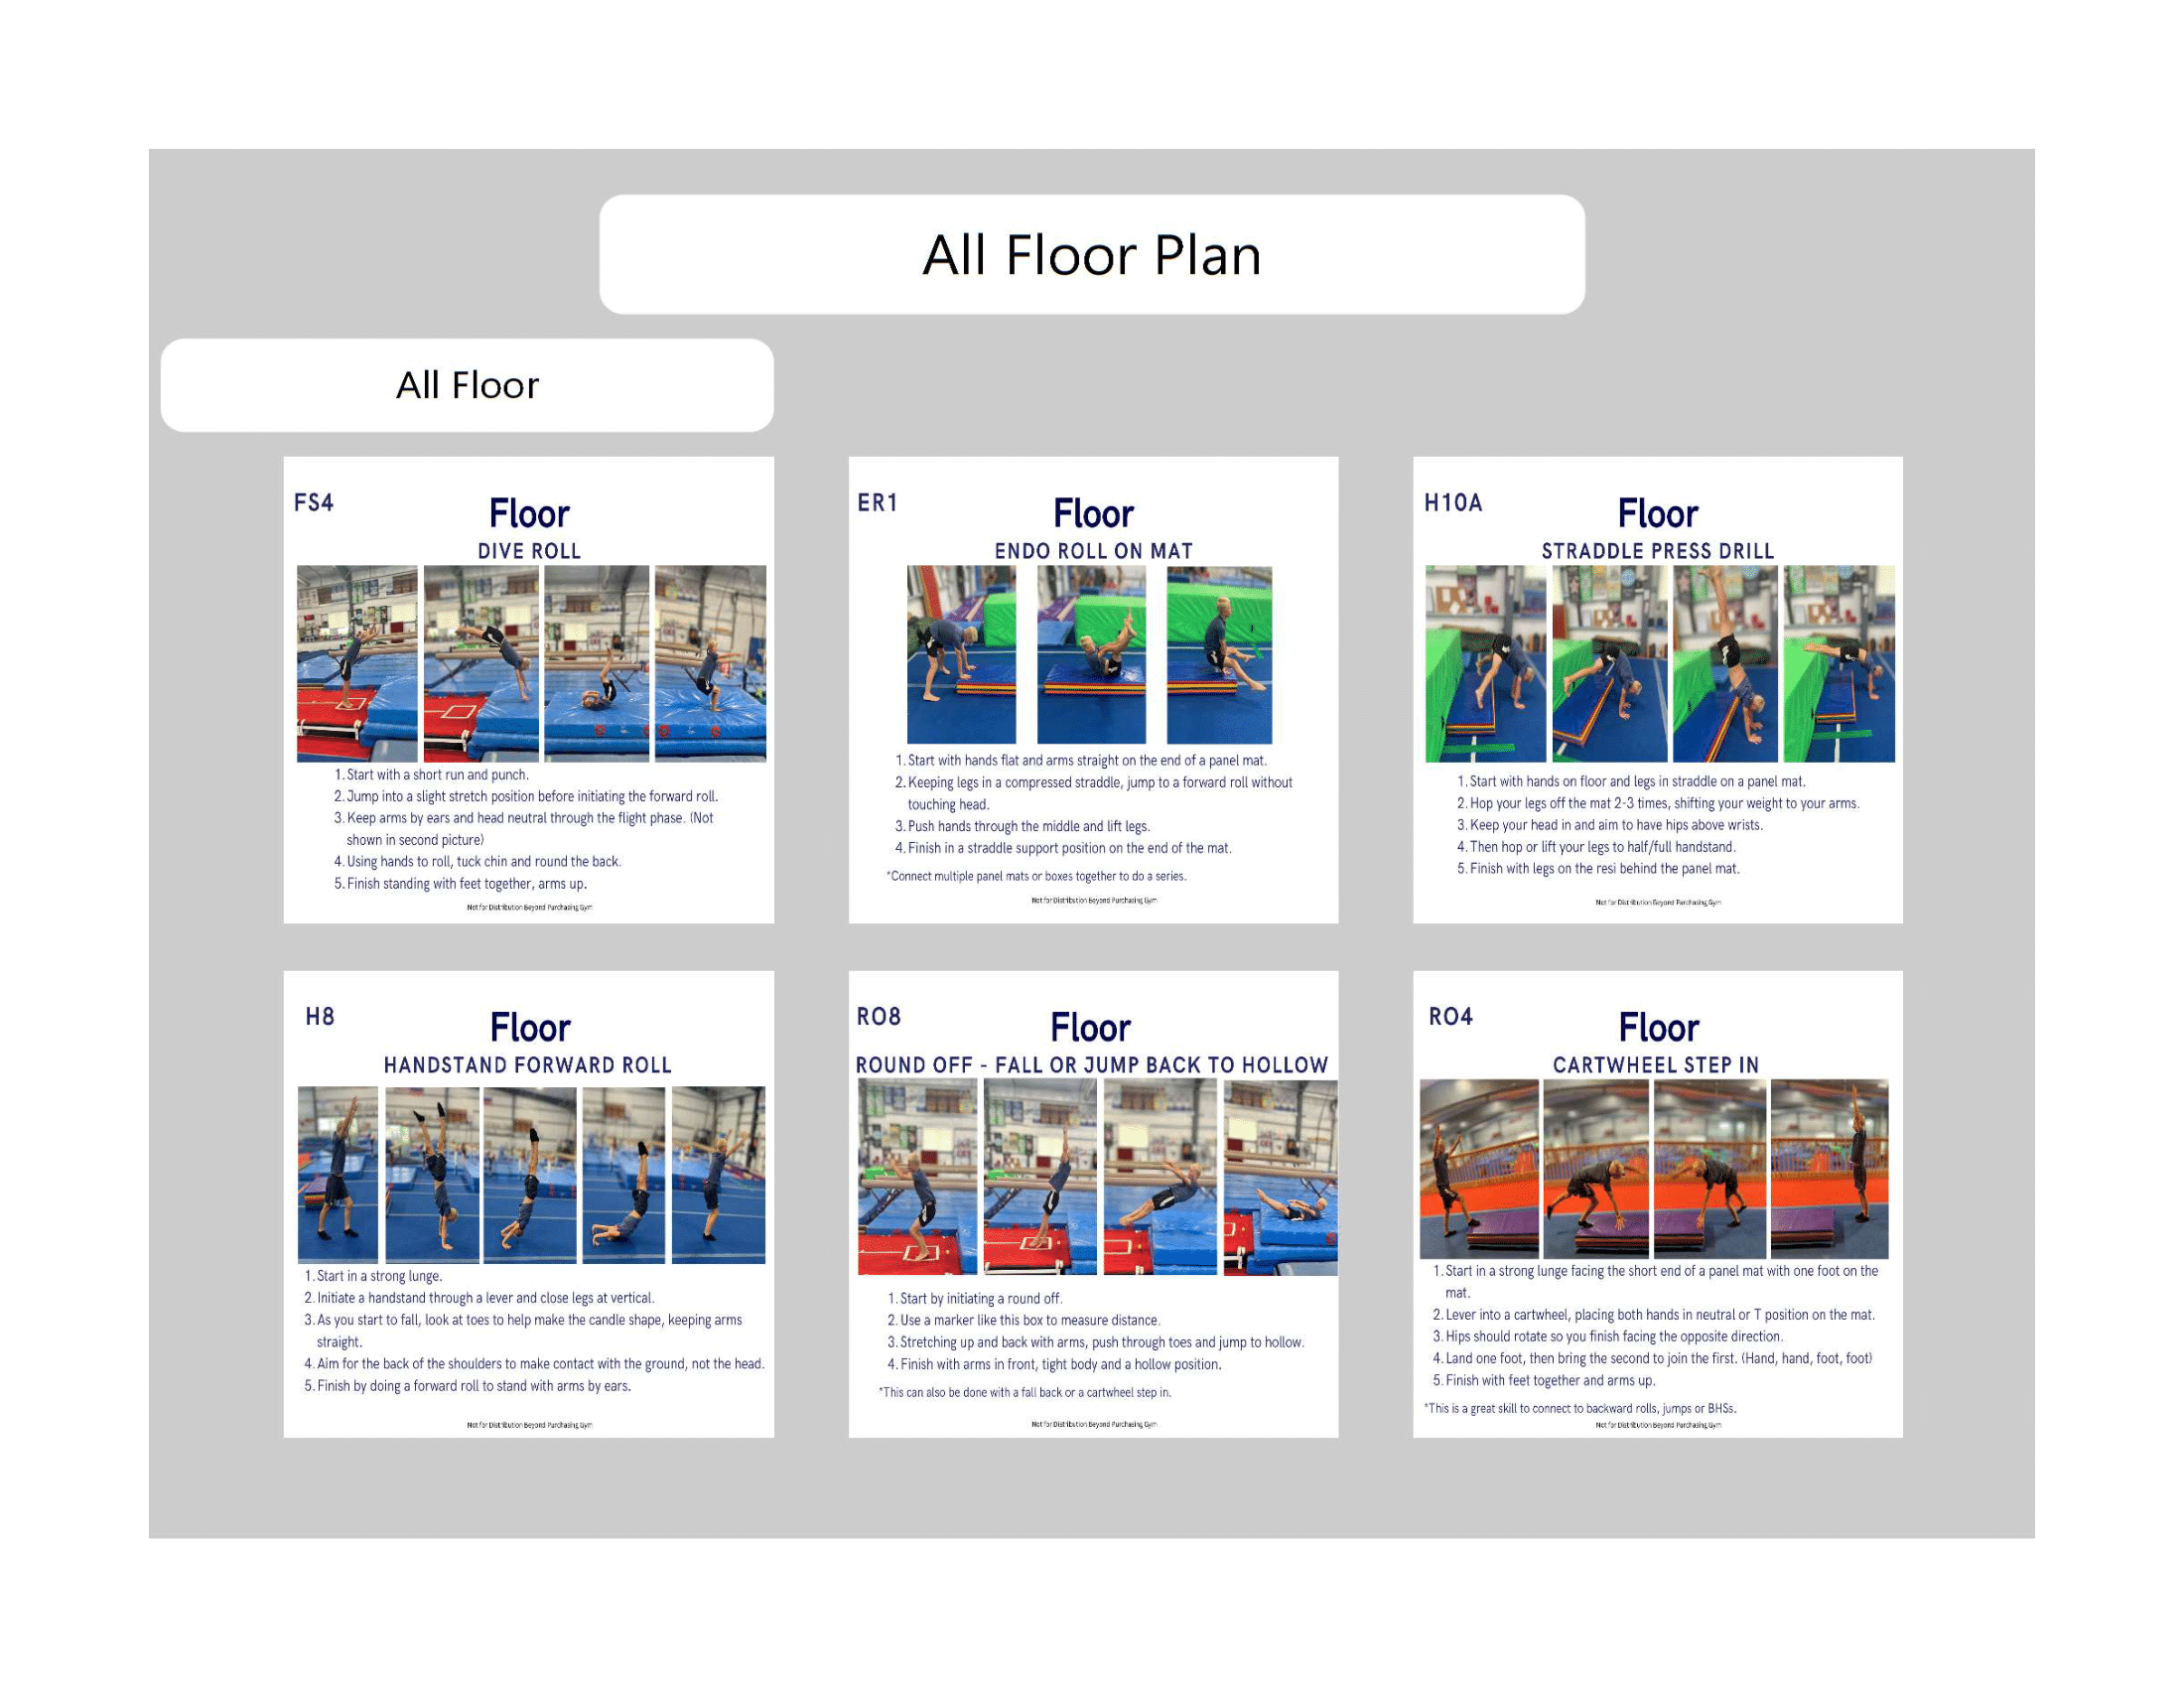 All Floor Plan
All Floor
FS4
Floor
DIVE ROLL
1. Start with a short run and punch.
2. Jump into a slight stretch position before initiating the forward roll.
3. Keep arms by ears and head neutral through the flight phase. (Not
shown in second picture)
4. Using hands to roll, tuck chin and round the back.
5. Finish standing with feet together, arms up.
Not for Distribution Beyond Purchasing Gym
ER1
Floor
ENDO ROLL ON MAT
1. Start with hands flat and arms straight on the end of a panel mat.
2. Keeping legs in a compressed straddle, jump to a forward roll without
touching head.
3. Push hands through the middle and lift legs.
4. Finish in a straddle support position on the end of the mat.
*Connect multiple panel mats or boxes together to do a series.
Not for Distribution Beyond Purchasing Gym
H10A
Floor
STRADDLE PRESS DRILL
1. Start with hands on floor and legs in straddle on a panel mat.
2. Hop your legs off the mat 2-3 times, shifting your weight to your arms.
3. Keep your head in and aim to have hips above wrists.
4. Then hop or lift your legs to half/full handstand.
5. Finish with legs on the resi behind the panel mat.
Not for Distribution Beyond Purchasing Gym
H8
Floor
HANDSTAND FORWARD ROLL
1. Start in a strong lunge.
2. Initiate a handstand through a lever and close legs at vertical.
3. As you start to fall, look at toes to help make the candle shape, keeping arms
straight.
4. Aim for the back of the shoulders to make contact with the ground, not the head.
5. Finish by doing a forward roll to stand with arms by ears.
Not for Distribution Beyond Purchasing Gym
RO8
Floor
ROUND OFF - FALL OR JUMP BACK TO HOLLOW
1. Start by initiating a round off.
2. Use a marker like this box to measure distance.
3. Stretching up and back with arms, push through toes and jump to hollow.
4. Finish with arms in front, tight body and a hollow position.
*This can also be done with a fall back or a cartwheel step in.
Not for Distribution Beyond Purchasing Gym
RO4
Floor
CARTWHEEL STEP IN
1. Start in a strong lunge facing the short end of a panel mat with one foot on the
mat.
2. Lever into a cartwheel, placing both hands in neutral or T position on the mat.
3. Hips should rotate so you finish facing the opposite direction.
4. Land one foot, then bring the second to join the first. (Hand, hand, foot, foot)
5. Finish with feet together and arms up.
*This is a great skill to connect to backward rolls, jumps or BHSs.
Not for Distribution Beyond Purchasing Gym